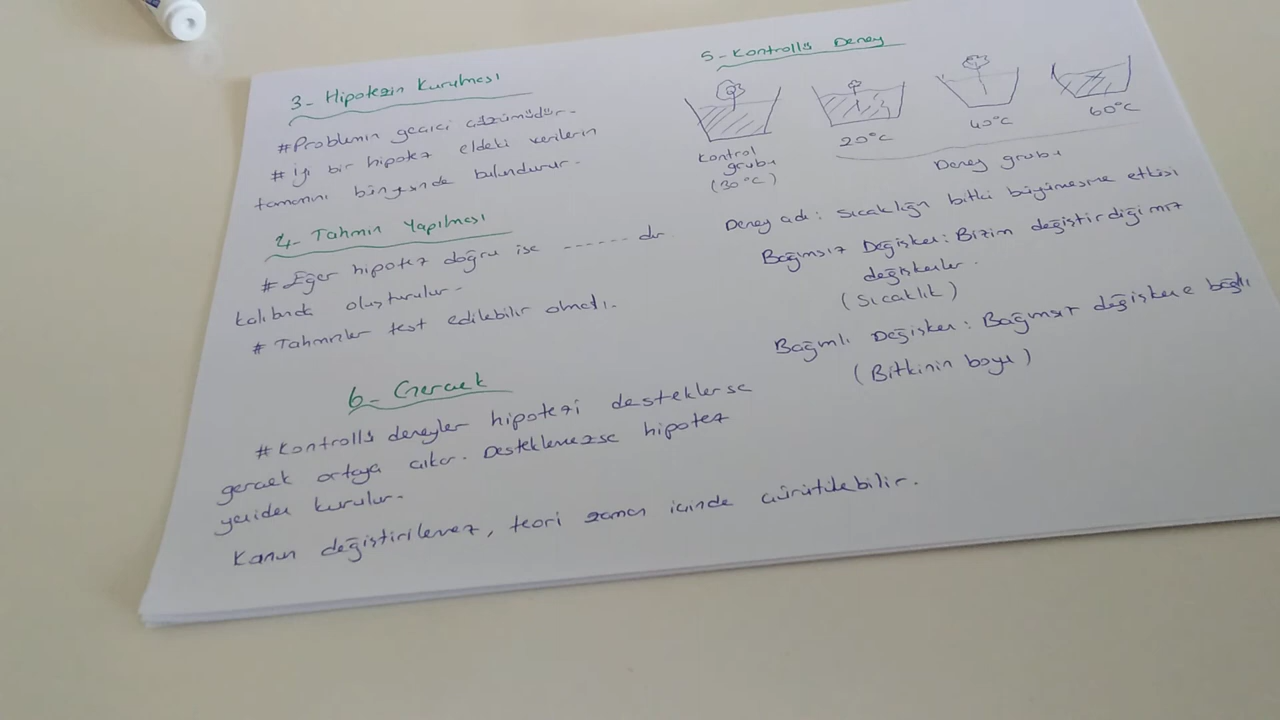 3- Hipotezin Kurulması
#Problemin geçici çözümüdür.
# İyi bir hipotez eldeki verilerin
tamamını bünyesinde bulundurur.
4- Tahmin Yapılması
# Eğer hipotez doğru ise ------ dır
kalıbında oluşturulur.
# Tahminler test edilebilir olmalı.
5- Kontrollü Deney
Kontrol
grubu
(30°C)
20°C
40°C
60°C
Deney grubu
Deney adı: Sıcaklığın bitki büyümesine etkisi
Bağımsız Değişken: Bizim değiştirdiğimiz
değişkenler.
(Sıcaklık)
Bağımlı Değişken: Bağımsız değişkene bağlı
(Bitkinin boyu)
6- Gerçek
#Kontrollü deneyler hipotezi desteklerse
gerçek ortaya çıkar. Desteklemezse hipotez
yeniden kurulur.
Kanun değiştirilemez, teori zaman içinde çürütülebilir.